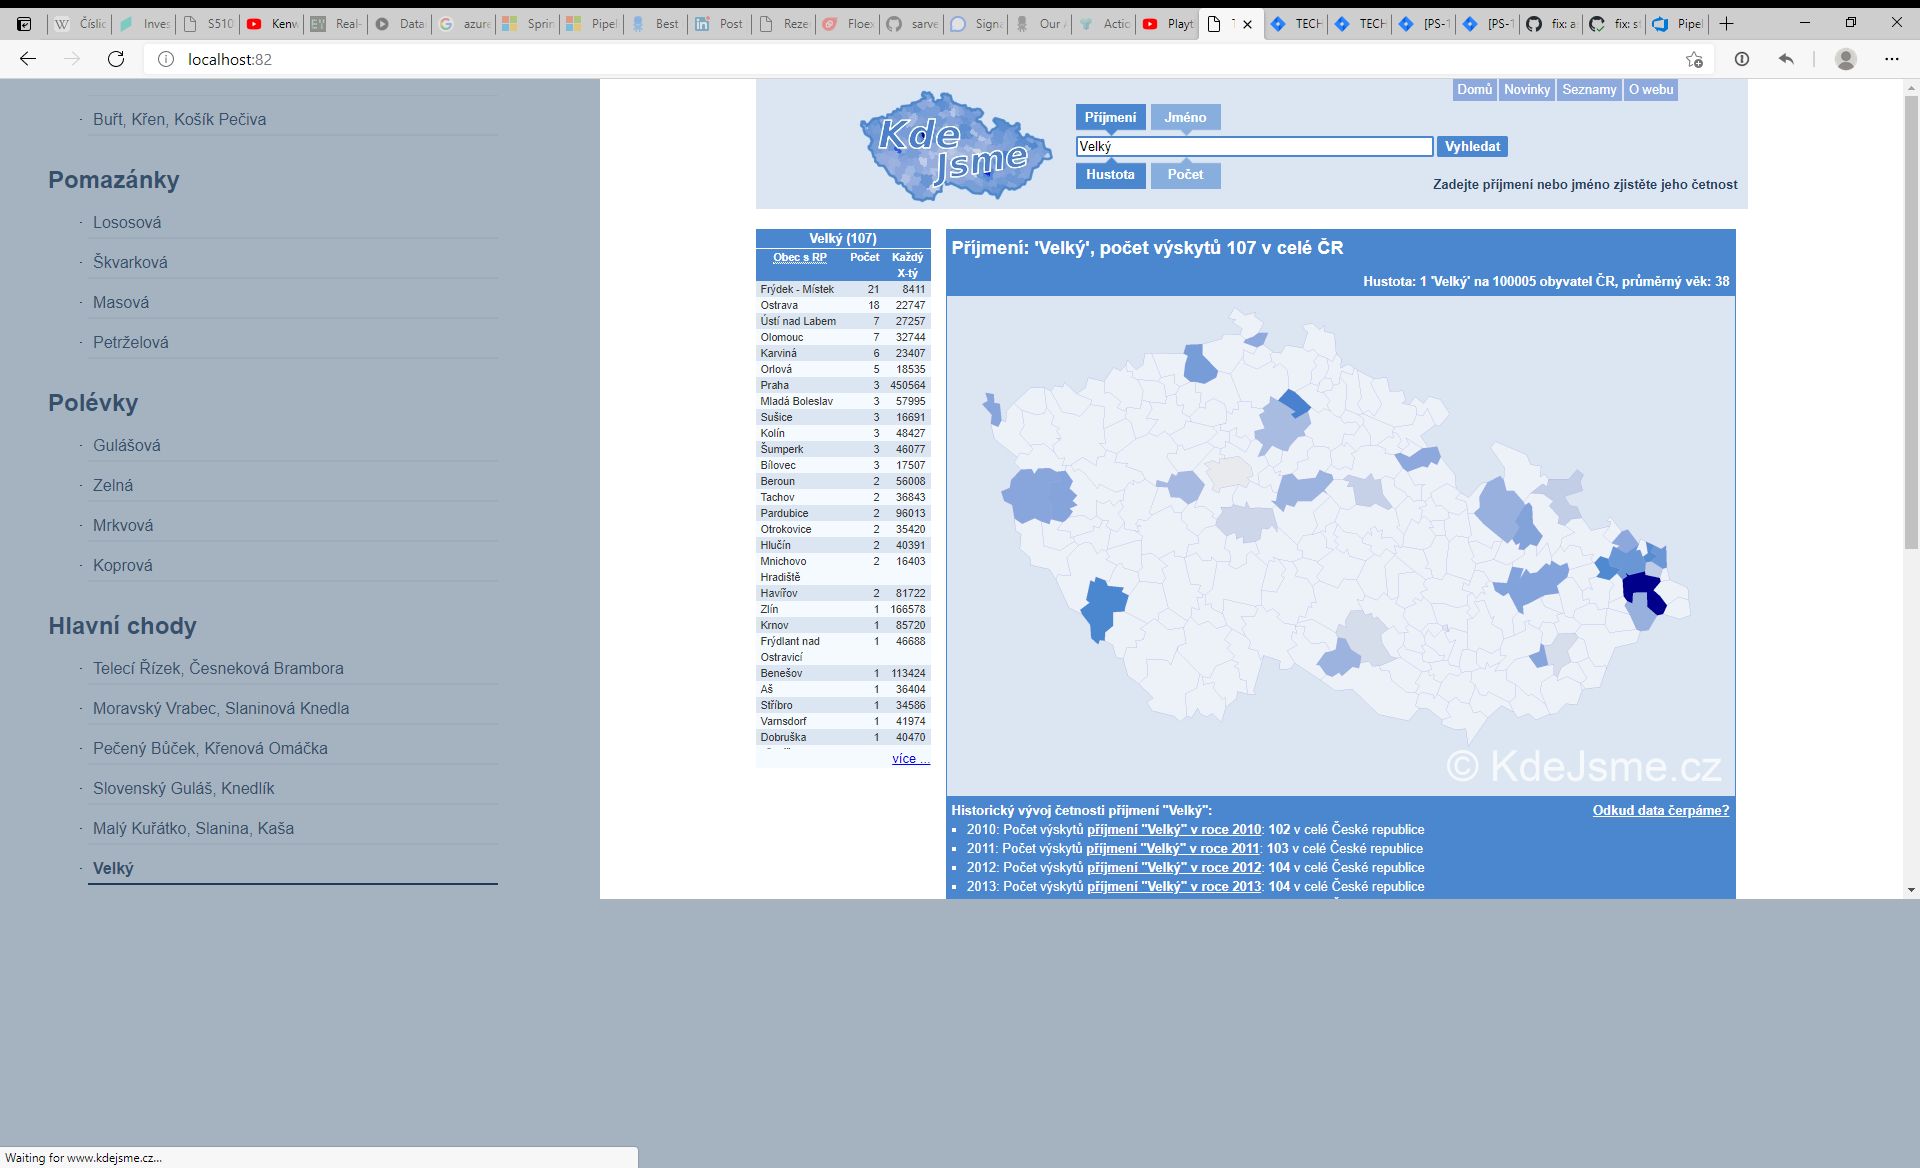 Číslic
Inves
S510
Kenw
Real-
Data
azure
Sprin
Pipel
Best
Post
Reze
Floex
sarve
Signa
Our A
Actio
Playt
TECH
TECH
[PS-1
[PS-1
fix: a
fix: st
Pipel
localhost:82
· Buřt, Křen, Košík Pečiva
Pomazánky
· Lososová
· Škvarková
· Masová
· Petrželová
Polévky
· Gulášová
· Zelná
· Mrkvová
· Koprová
Hlavní chody
· Telecí Řízek, Česneková Brambora
· Moravský Vrabec, Slaninová Knedla
· Pečený Bůček, Křenová Omáčka
· Slovenský Guláš, Knedlík
· Malý Kuřátko, Slanina, Kaša
· Velký
Domů Novinky Seznamy O webu
Kde
Jsme
Příjmení Jméno
Velký Vyhledat
Hustota Počet
Zadejte příjmení nebo jméno zjistěte jeho četnost
Velký (107)
Obec s RP Počet Každý
X-tý
Frýdek - Místek 21 8411
Ostrava 18 22747
Ústí nad Labem 7 27257
Olomouc 7 32744
Karviná 6 23407
Orlová 5 18535
Praha 3 450564
Mladá Boleslav 3 57995
Sušice 3 16691
Kolín 3 48427
Šumperk 3 46077
Bílovec 3 17507
Beroun 2 56008
Tachov 2 36843
Pardubice 2 96013
Otrokovice 2 35420
Hlučín 2 40391
Mnichovo 2 16403
Hradiště
Havířov 2 81722
Zlín 1 166578
Krnov 1 85720
Frýdlant nad 1 46688
Ostravicí
Benešov 1 113424
Aš 1 36404
Stříbro 1 34586
Varnsdorf 1 41974
Dobruška 1 40470
více ...
Příjmení: 'Velký', počet výskytů 107 v celé ČR
Hustota: 1 'Velký' na 100005 obyvatel ČR, průměrný věk: 38
© KdeJsme.cz
Historický vývoj četnosti příjmení "Velký": Odkud data čerpáme?
▪ 2010: Počet výskytů příjmení "Velký" v roce 2010: 102 v celé České republice
▪ 2011: Počet výskytů příjmení "Velký" v roce 2011: 103 v celé České republice
▪ 2012: Počet výskytů příjmení "Velký" v roce 2012: 104 v celé České republice
▪ 2013: Počet výskytů příjmení "Velký" v roce 2013: 104 v celé České republice
Waiting for www.kdejsme.cz...